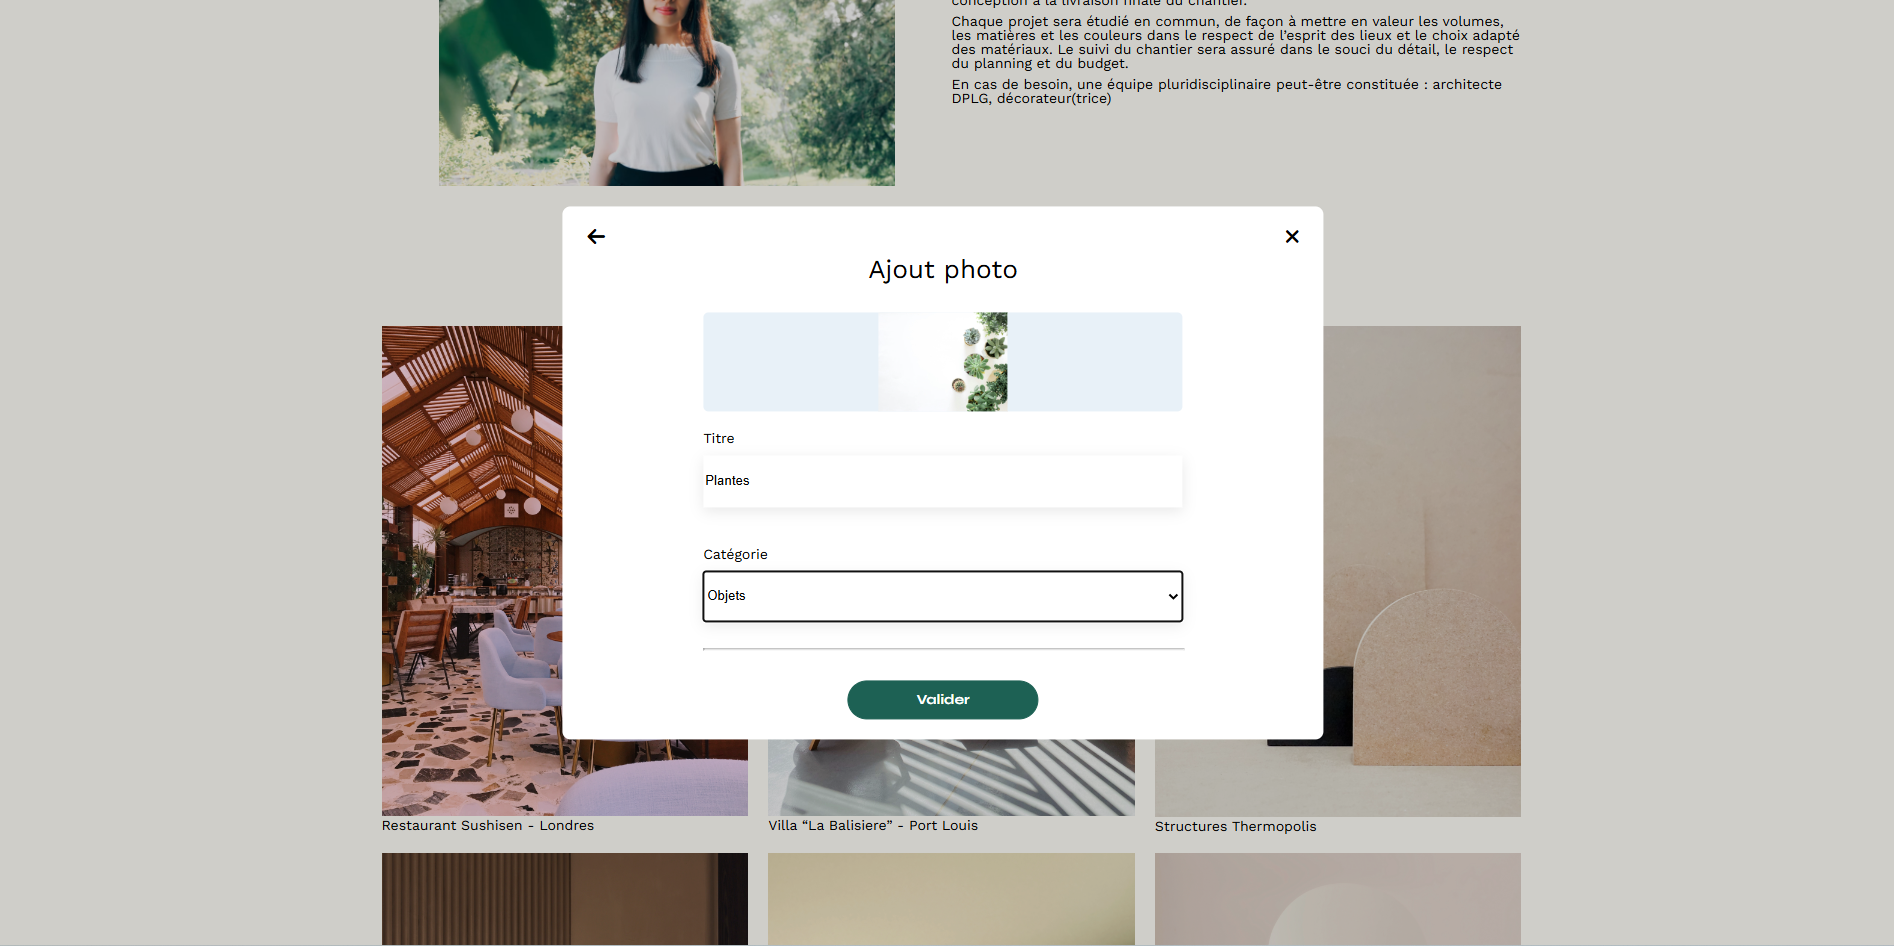 conception à la livraison finale du chantier.
Chaque projet sera étudié en commun, de façon à mettre en valeur les volumes,
les matières et les couleurs dans le respect de l’esprit des lieux et le choix adapté
des matériaux. Le suivi du chantier sera assuré dans le souci du détail, le respect
du planning et du budget.
En cas de besoin, une équipe pluridisciplinaire peut-être constituée : architecte
DPLG, décorateur(trice)
Ajout photo
Titre
Plantes
Catégorie
Objets
Valider
Restaurant Sushisen - Londres
Villa “La Balisiere” - Port Louis
Structures Thermopolis